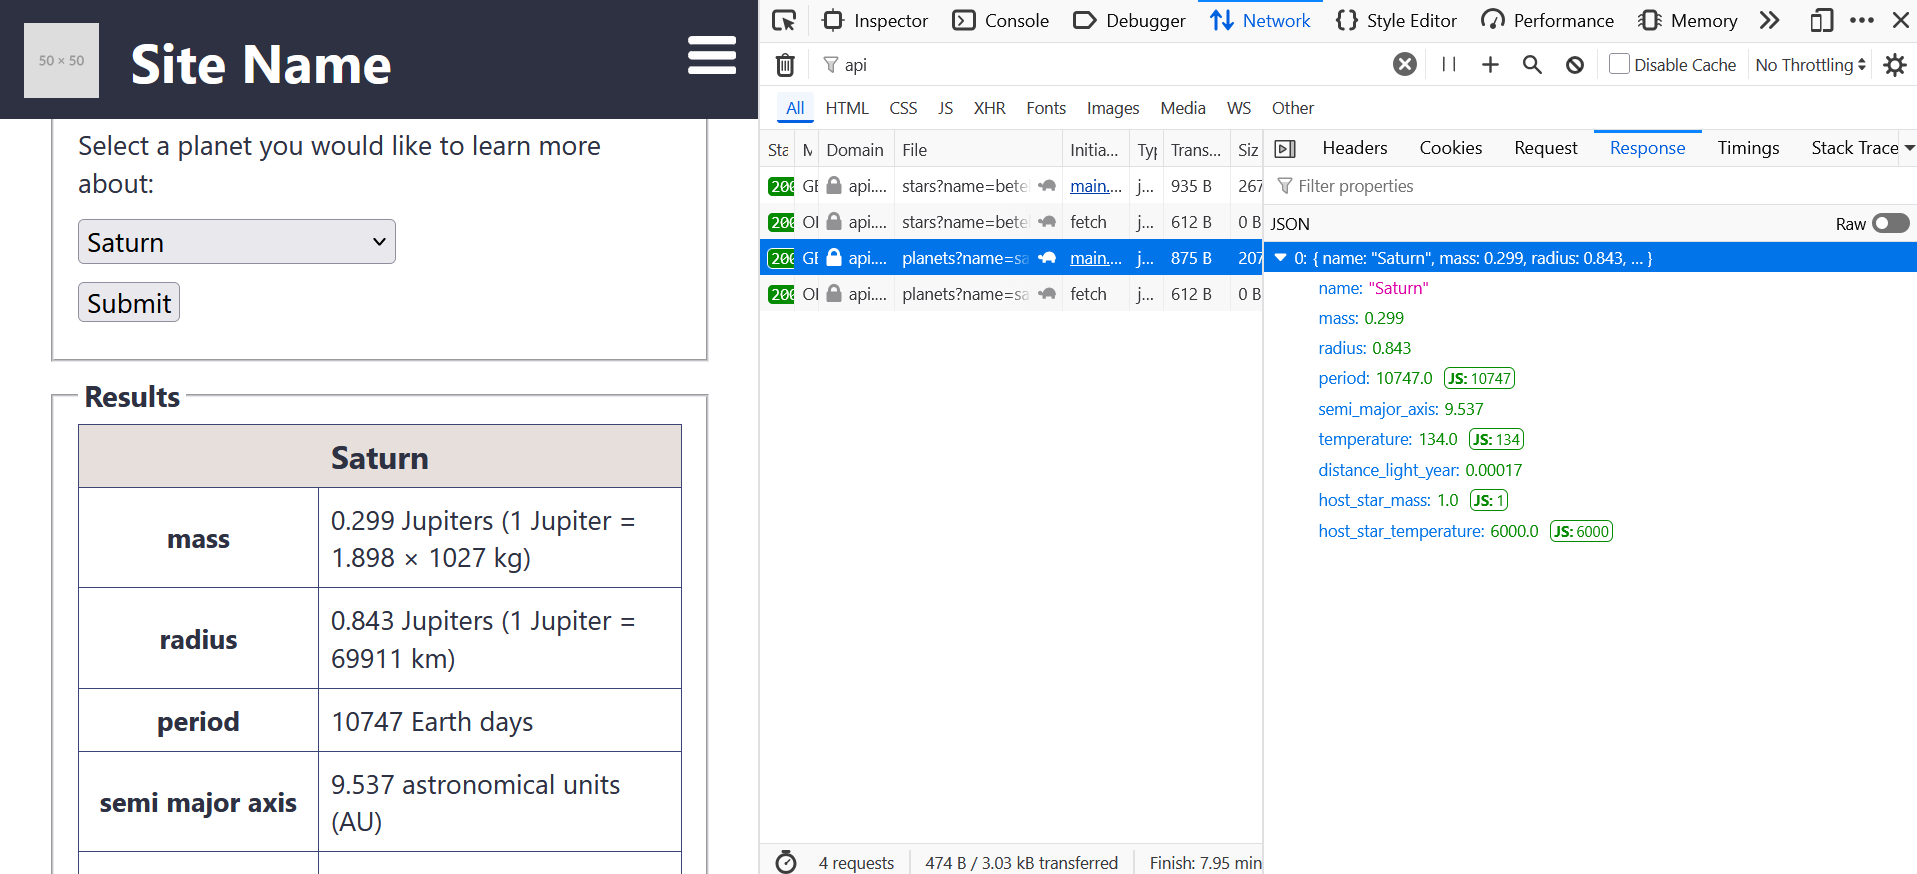 50 × 50
Site Name
Select a planet you would like to learn more
about:
Saturn
Submit
Results
Saturn
mass
0.299 Jupiters (1 Jupiter =
1.898 × 1027 kg)
radius
0.843 Jupiters (1 Jupiter =
69911 km)
period
10747 Earth days
semi major axis
9.537 astronomical units
(AU)
Inspector Console Debugger Network Style Editor Performance Memory
api
Disable Cache No Throttling
All HTML CSS JS XHR Fonts Images Media WS Other
Sta M Domain File Initia... Typ Trans... Siz
200 GE api.... stars?name=bete main.... j... 935 B 267
200 OI api.... stars?name=bete fetch j... 612 B 0 B
200 GE api.... planets?name=sa main.... j... 875 B 207
200 OI api.... planets?name=sa fetch j... 612 B 0 B
4 requests 474 B / 3.03 kB transferred Finish: 7.95 min
Headers Cookies Request Response Timings Stack Trace
Filter properties
JSON Raw
0: { name: "Saturn", mass: 0.299, radius: 0.843, ... }
name: "Saturn"
mass: 0.299
radius: 0.843
period: 10747.0 JS: 10747
semi_major_axis: 9.537
temperature: 134.0 JS: 134
distance_light_year: 0.00017
host_star_mass: 1.0 JS: 1
host_star_temperature: 6000.0 JS: 6000